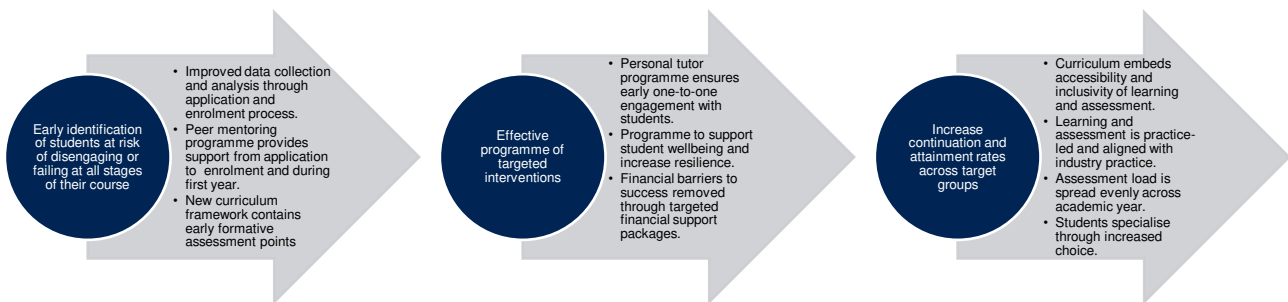 Early identification
of students at risk
of disengaging or
failing at all stages
of their course
• Improved data collection
and analysis through
application and
enrolment process.
• Peer mentoring
programme provides
support from application
to enrolment and during
first year.
• New curriculum
framework contains
early formative
assessment points
Effective
programme of
targeted
interventions
• Personal tutor
programme ensures
early one-to-one
engagement with
students.
• Programme to support
student wellbeing and
increase resilience.
• Financial barriers to
success removed
through targeted
financial support
packages.
Increase
continuation and
attainment rates
across target
groups
• Curriculum embeds
accessibility and
inclusivity of learning
and assessment.
• Learning and
assessment is practice-
led and aligned with
industry practice.
• Assessment load is
spread evenly across
academic year.
• Students specialise
through increased
choice.